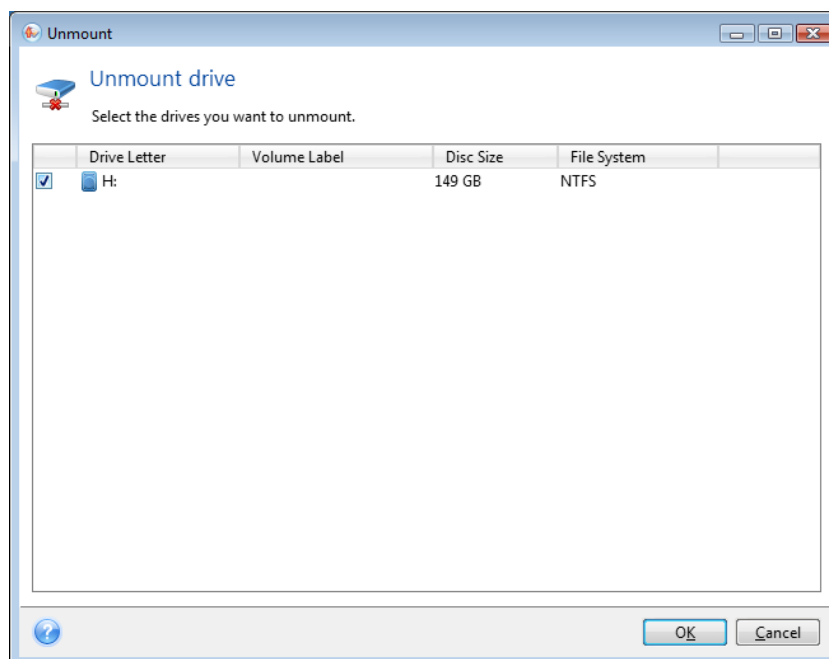 Unmount
Unmount drive
Select the drives you want to unmount.
Drive Letter Volume Label Disc Size File System
H: 149 GB NTFS
? OK Cancel